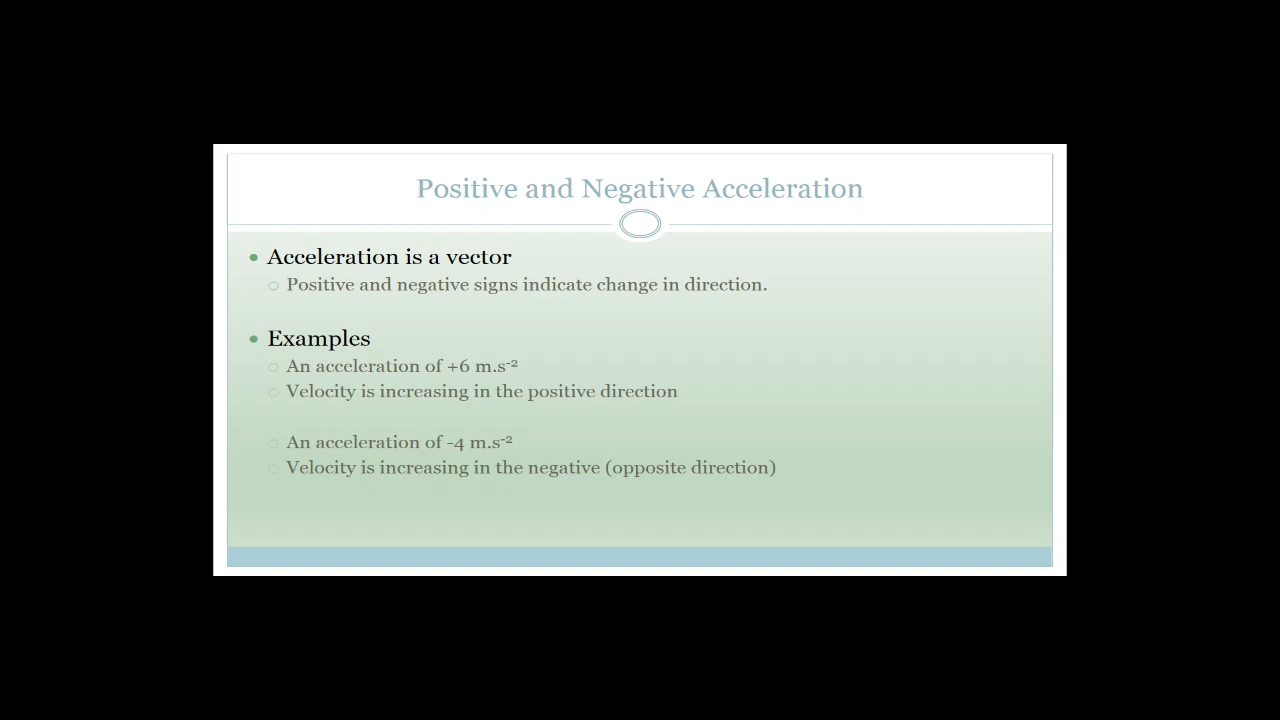 Positive and Negative Acceleration
Acceleration is a vector
Positive and negative signs indicate change in direction.
Examples
An acceleration of +6 m.s⁻²
Velocity is increasing in the positive direction
An acceleration of -4 m.s⁻²
Velocity is increasing in the negative (opposite direction)